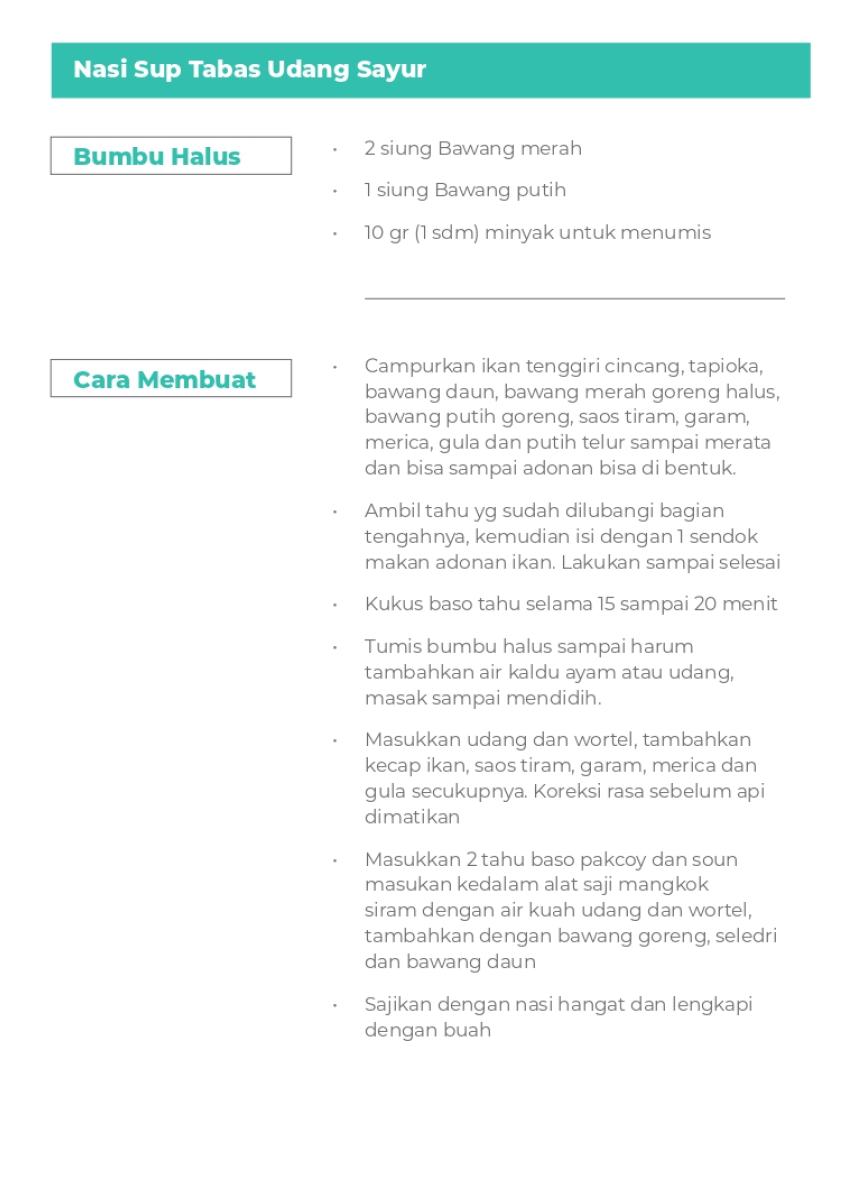 Nasi Sup Tabas Udang Sayur
Bumbu Halus
• 2 siung Bawang merah
• 1 siung Bawang putih
• 10 gr (1 sdm) minyak untuk menumis
Cara Membuat
• Campurkan ikan tenggiri cincang, tapioka,
bawang daun, bawang merah goreng halus,
bawang putih goreng, saos tiram, garam,
merica, gula dan putih telur sampai merata
dan bisa sampai adonan bisa di bentuk.
• Ambil tahu yg sudah dilubangi bagian
tengahnya, kemudian isi dengan 1 sendok
makan adonan ikan. Lakukan sampai selesai
• Kukus baso tahu selama 15 sampai 20 menit
• Tumis bumbu halus sampai harum
tambahkan air kaldu ayam atau udang,
masak sampai mendidih.
• Masukkan udang dan wortel, tambahkan
kecap ikan, saos tiram, garam, merica dan
gula secukupnya. Koreksi rasa sebelum api
dimatikan
• Masukkan 2 tahu baso pakcoy dan soun
masukan kedalam alat saji mangkok
siram dengan air kuah udang dan wortel,
tambahkan dengan bawang goreng, seledri
dan bawang daun
• Sajikan dengan nasi hangat dan lengkapi
dengan buah